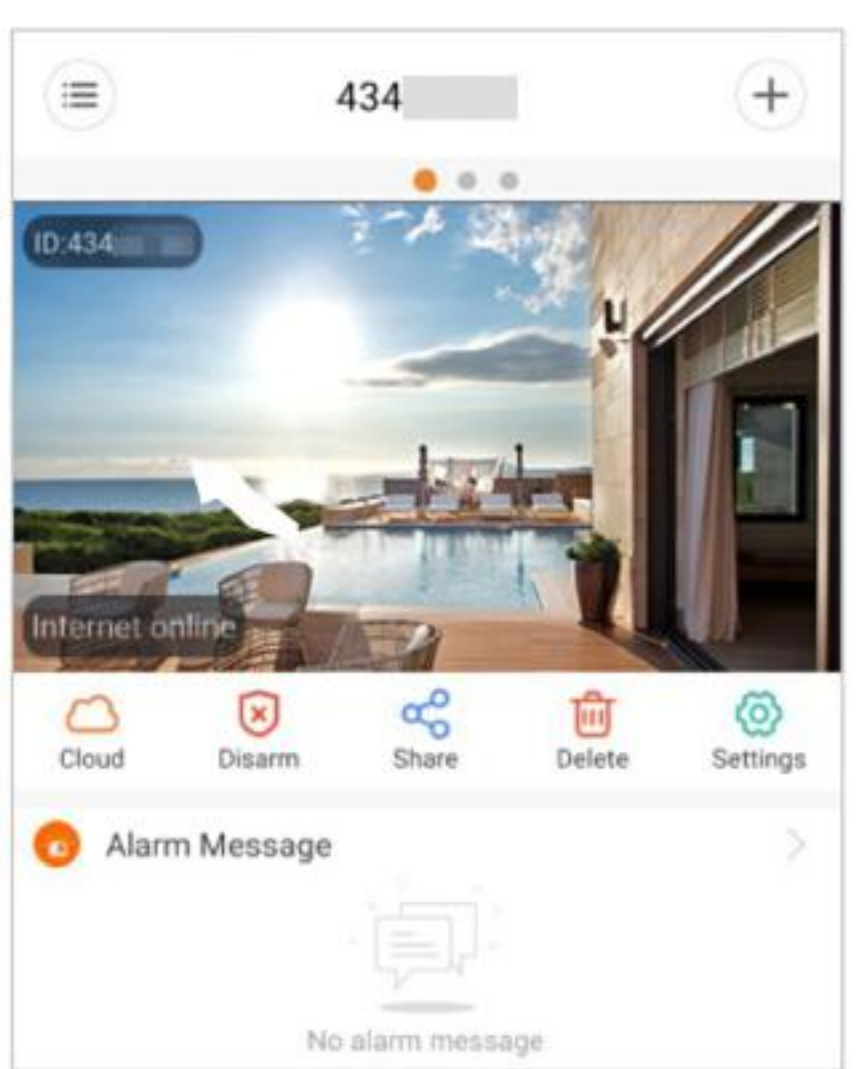 434
ID:434
Internet online
Cloud Disarm Share Delete Settings
Alarm Message
No alarm message